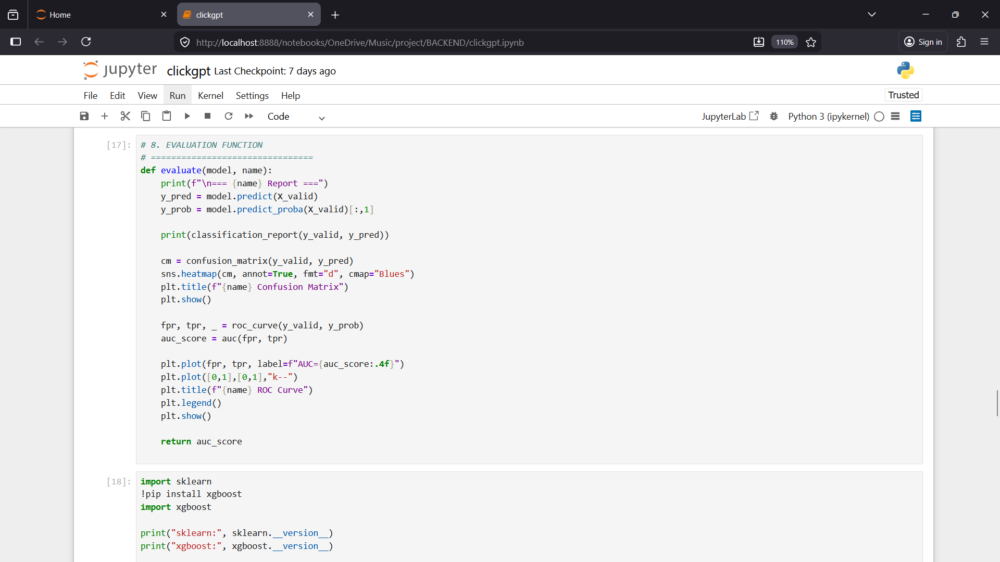 Home
clickgpt
http://localhost:8888/notebooks/OneDrive/Music/project/BACKEND/clickgpt.ipynb
110%
Sign in
jupyter clickgpt Last Checkpoint: 7 days ago
File Edit View Run Kernel Settings Help
Trusted
Code
JupyterLab
Python 3 (ipykernel)
[17]:
# 8. EVALUATION FUNCTION
# ================================
def evaluate(model, name):
    print(f"\n=== {name} Report ===")
    y_pred = model.predict(X_valid)
    y_prob = model.predict_proba(X_valid)[:,1]

    print(classification_report(y_valid, y_pred))

    cm = confusion_matrix(y_valid, y_pred)
    sns.heatmap(cm, annot=True, fmt="d", cmap="Blues")
    plt.title(f"{name} Confusion Matrix")
    plt.show()

    fpr, tpr, _ = roc_curve(y_valid, y_prob)
    auc_score = auc(fpr, tpr)

    plt.plot(fpr, tpr, label=f"AUC={auc_score:.4f}")
    plt.plot([0,1],[0,1],"k--")
    plt.title(f"{name} ROC Curve")
    plt.legend()
    plt.show()

    return auc_score
[18]:
import sklearn
!pip install xgboost
import xgboost

print("sklearn:", sklearn.__version__)
print("xgboost:", xgboost.__version__)